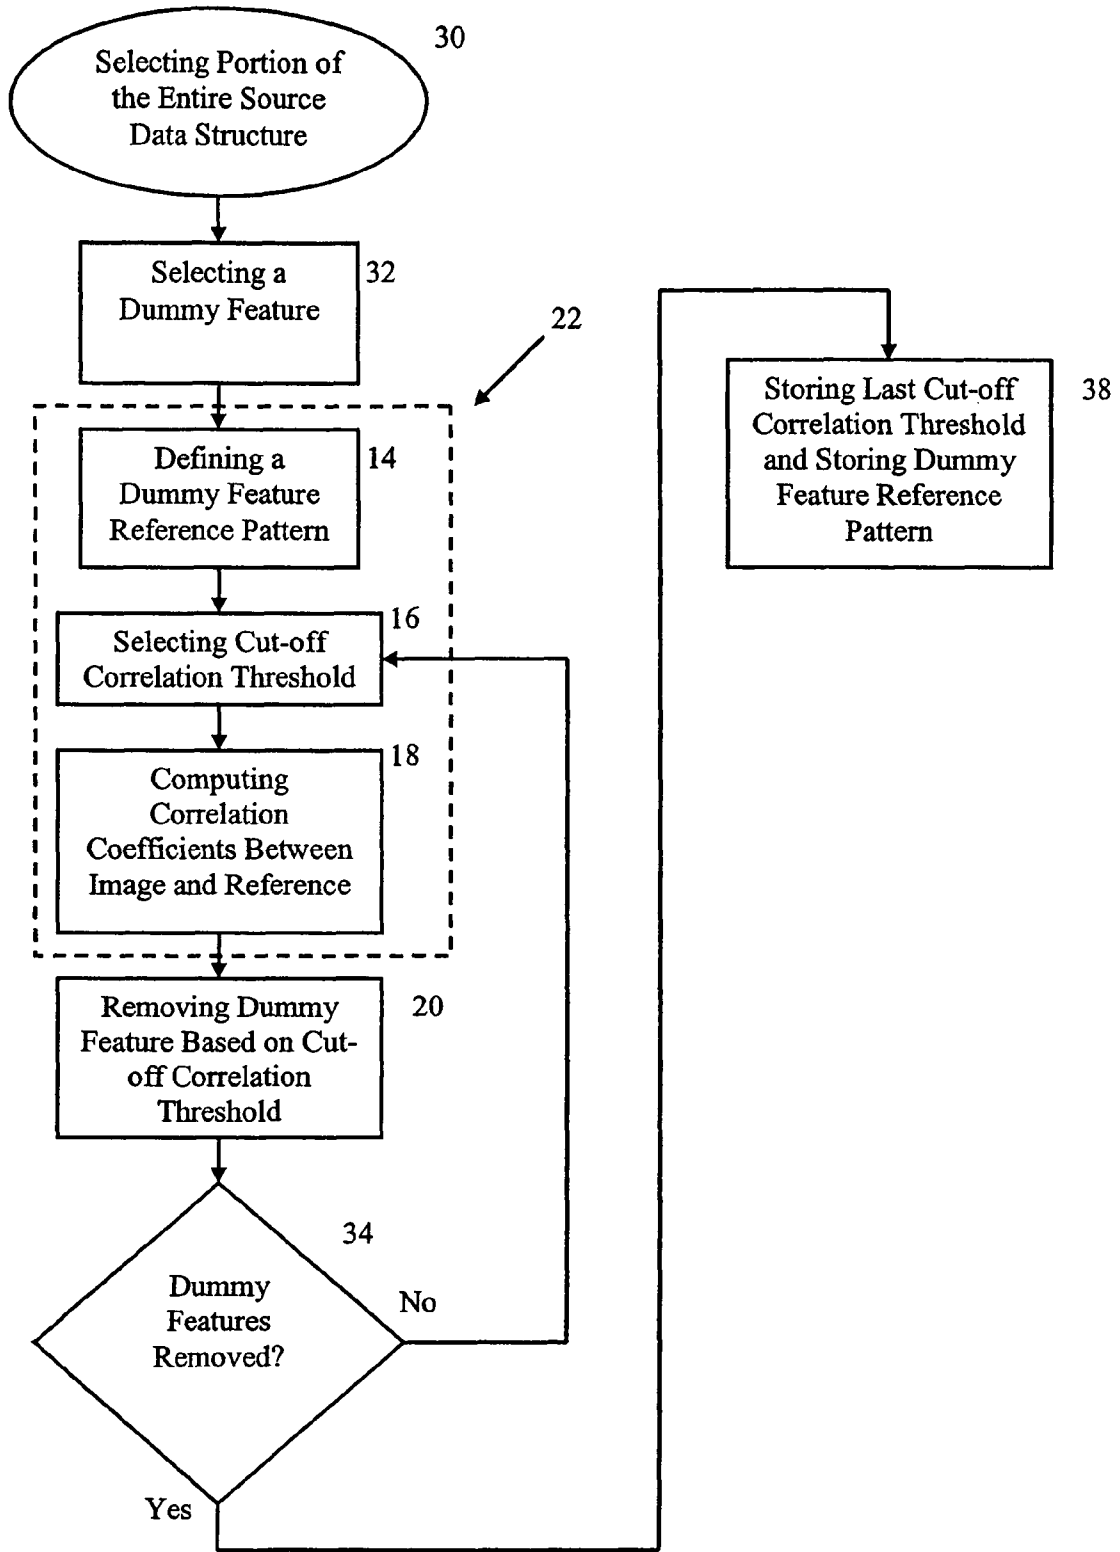 Selecting Portion of
the Entire Source
Data Structure
30
Selecting a
Dummy Feature
32
22
Defining a
Dummy Feature
Reference Pattern
14
Selecting Cut-off
Correlation Threshold
16
Computing
Correlation
Coefficients Between
Image and Reference
18
Removing Dummy
Feature Based on Cut-
off Correlation
Threshold
20
Dummy
Features
Removed?
34
No
Yes
Storing Last Cut-off
Correlation Threshold
and Storing Dummy
Feature Reference
Pattern
38